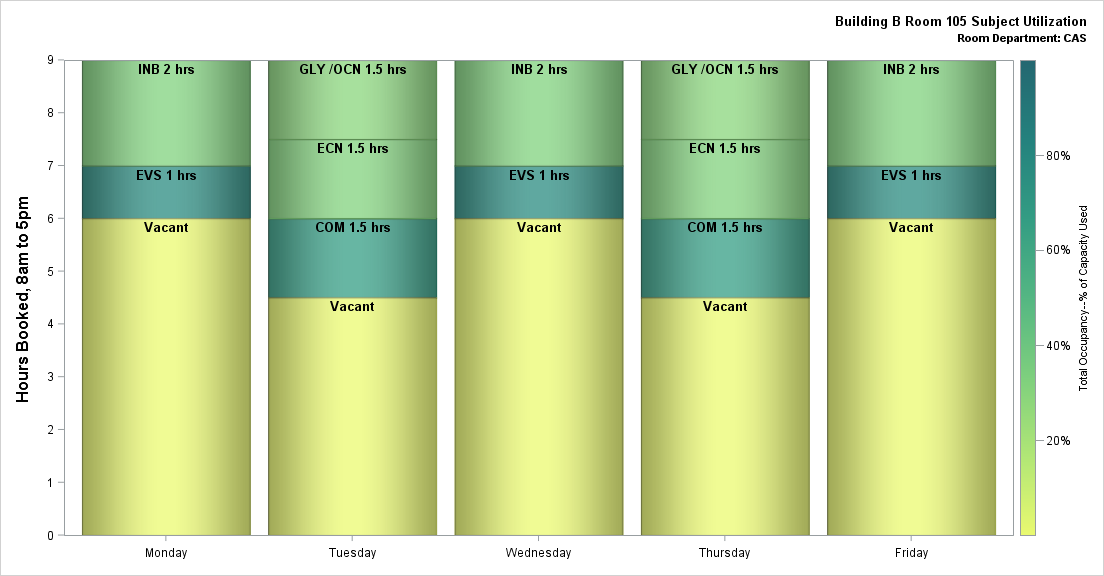 Building B Room 105 Subject Utilization
Room Department: CAS
Hours Booked, 8am to 5pm
9
8
7
6
5
4
3
2
1
0
INB 2 hrs
EVS 1 hrs
Vacant
GLY /OCN 1.5 hrs
ECN 1.5 hrs
COM 1.5 hrs
Vacant
INB 2 hrs
EVS 1 hrs
Vacant
GLY /OCN 1.5 hrs
ECN 1.5 hrs
COM 1.5 hrs
Vacant
INB 2 hrs
EVS 1 hrs
Vacant
Monday
Tuesday
Wednesday
Thursday
Friday
80%
60%
40%
20%
Total Occupancy--% of Capacity Used